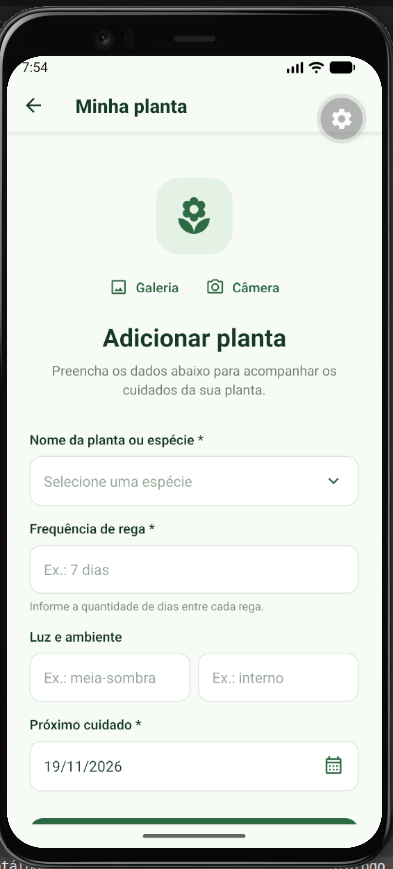 7:54
Minha planta
Galeria Câmera
Adicionar planta
Preencha os dados abaixo para acompanhar os
cuidados da sua planta.
Nome da planta ou espécie *
Selecione uma espécie
Frequência de rega *
Ex.: 7 dias
Informe a quantidade de dias entre cada rega.
Luz e ambiente
Ex.: meia-sombra Ex.: interno
Próximo cuidado *
19/11/2026